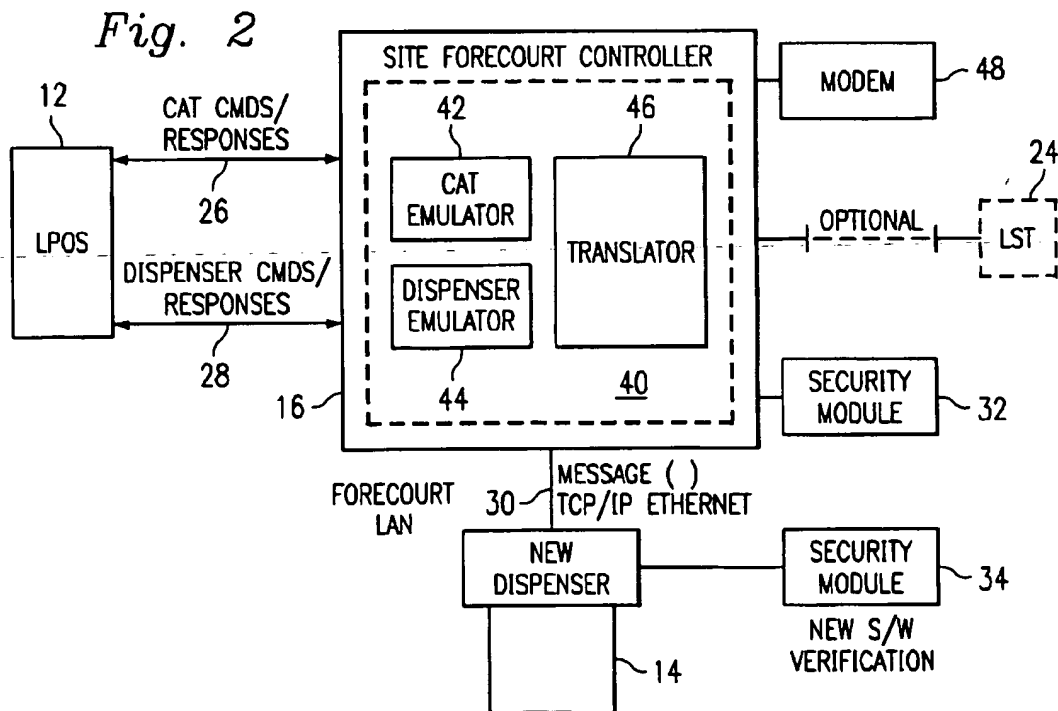 Fig. 2
SITE FORECOURT CONTROLLER
12
CAT CMDS/
RESPONSES
26
LPOS
DISPENSER CMDS/
RESPONSES
28
16
42
CAT
EMULATOR
46
TRANSLATOR
DISPENSER
EMULATOR
44
40
MODEM
48
24
OPTIONAL
LST
SECURITY
MODULE
32
FORECOURT
LAN
30
MESSAGE ( )
TCP/IP ETHERNET
NEW
DISPENSER
14
SECURITY
MODULE
34
NEW S/W
VERIFICATION